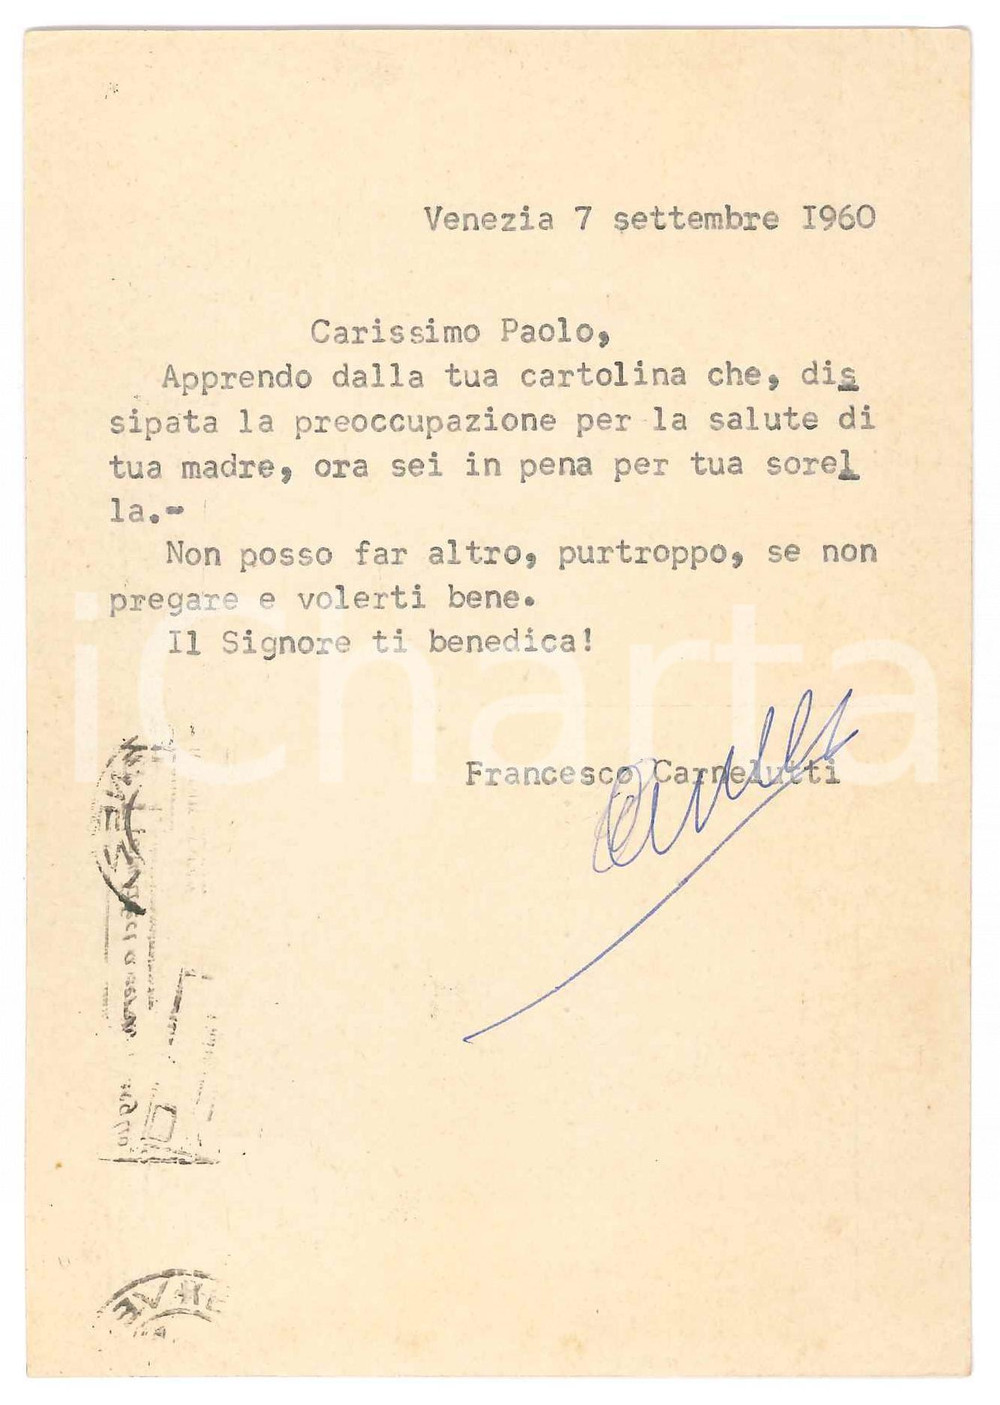 Venezia 7 settembre I960
Carissimo Paolo,
Apprendo dalla tua cartolina che, dis
sipata la preoccupazione per la salute di
tua madre, ora sei in pena per tua sorel
la.-
Non posso far altro, purtroppo, se non
pregare e volerti bene.
Il Signore ti benedica!
iCharta
Francesco Carnelutti